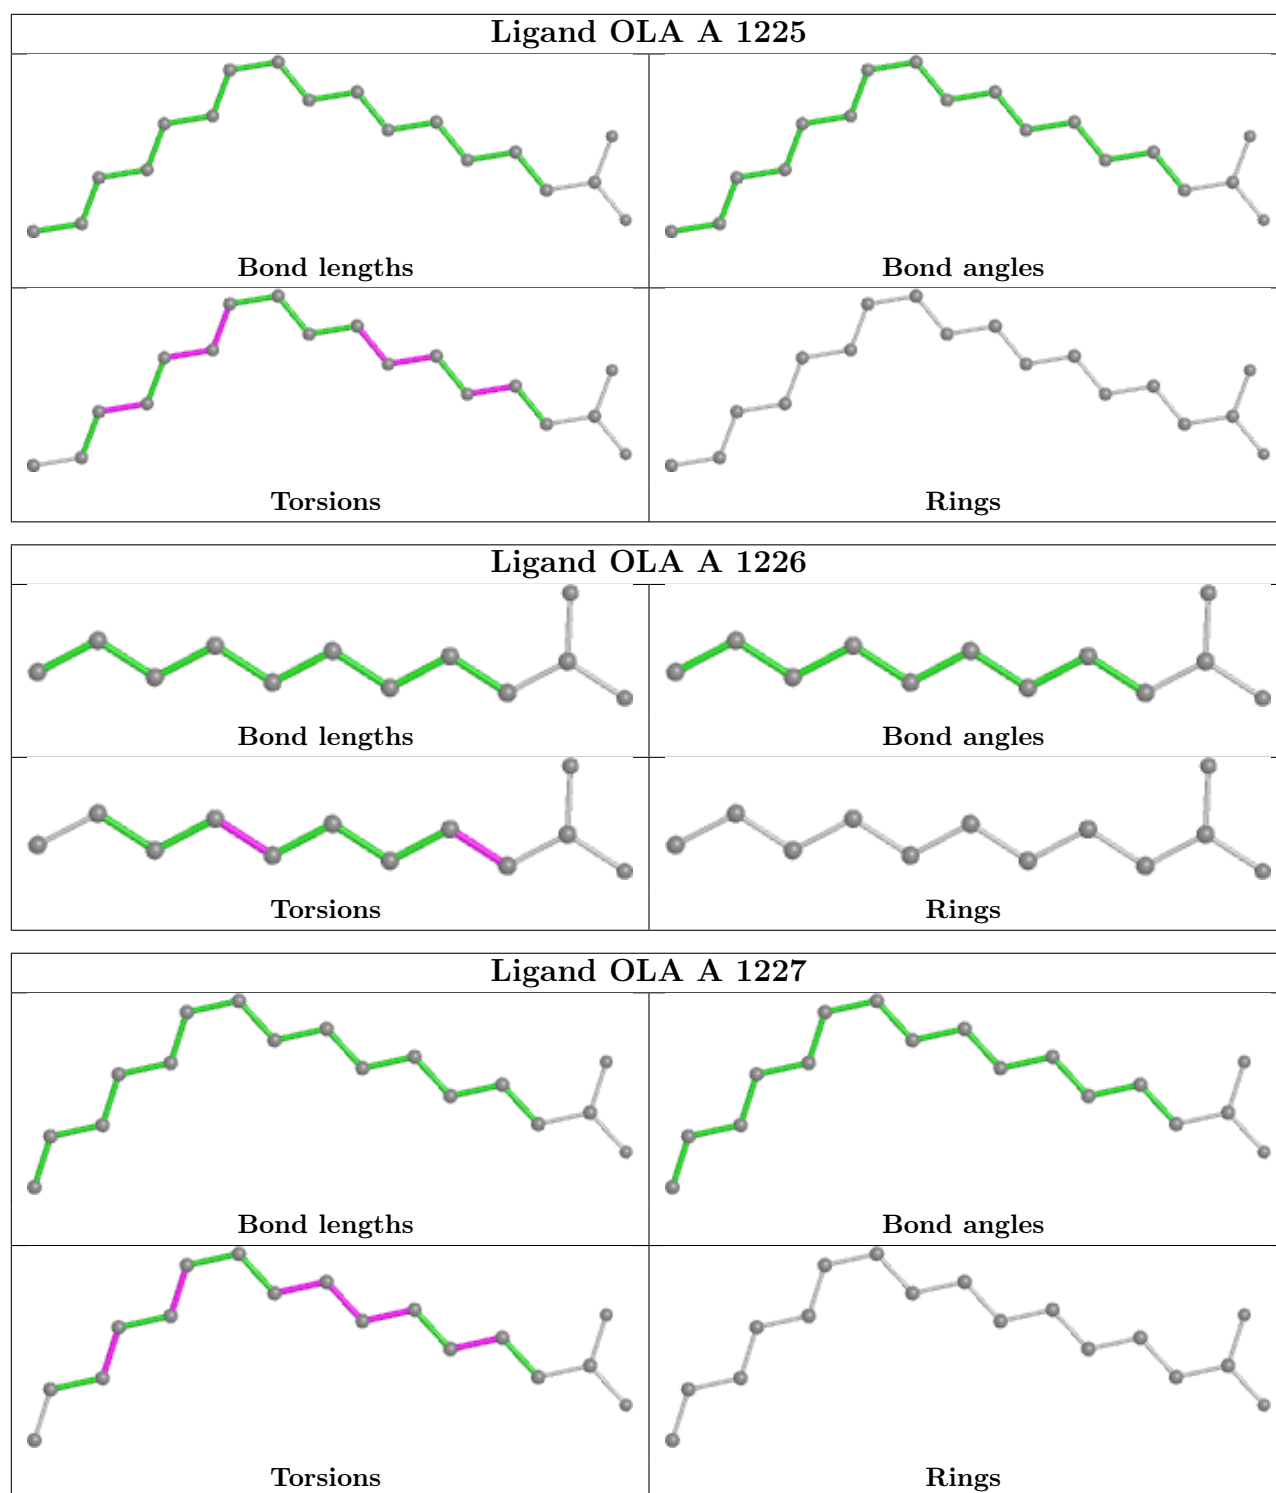 Ligand OLA A 1225
Bond lengths
Bond angles
Torsions
Rings
Ligand OLA A 1226
Bond lengths
Bond angles
Torsions
Rings
Ligand OLA A 1227
Bond lengths
Bond angles
Torsions
Rings